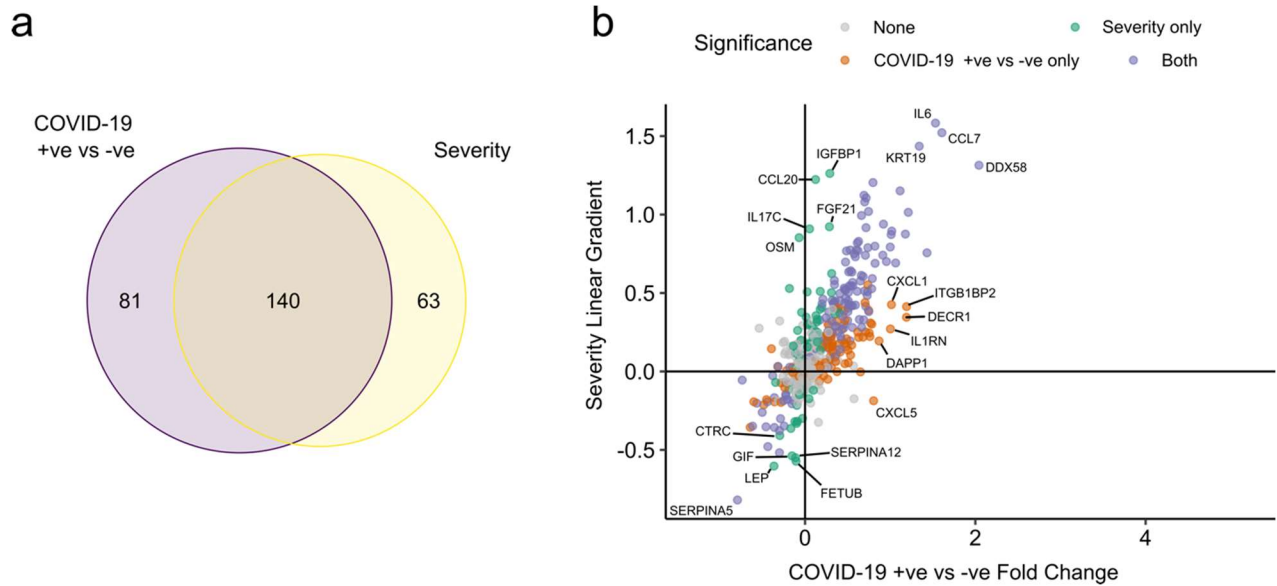 a
COVID-19
+ve vs -ve
Severity
81
140
63
b
Significance
None
Severity only
COVID-19 +ve vs -ve only
Both
Severity Linear Gradient
1.5
1.0
0.5
0.0
-0.5
IL6
CCL7
KRT19
DDX58
IGFBP1
CCL20
FGF21
IL17C
OSM
CXCL1
ITGB1BP2
DECR1
IL1RN
DAPP1
CXCL5
CTRC
GIF
SERPINA12
LEP
FETUB
SERPINA5
0
2
4
COVID-19 +ve vs -ve Fold Change